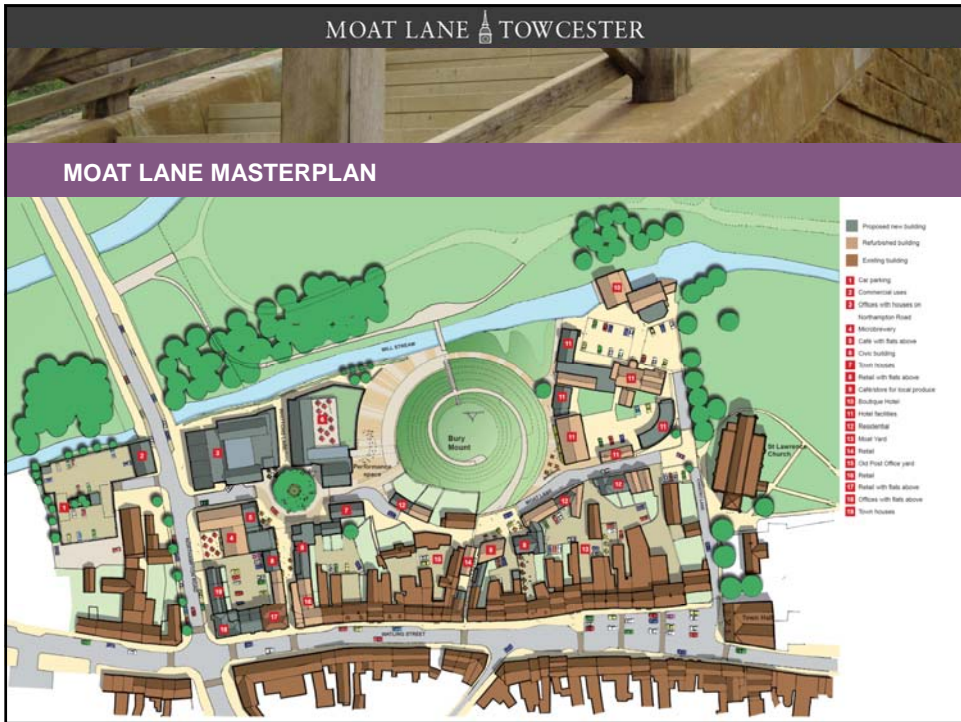 MOAT LANE TOWCESTER
MOAT LANE MASTERPLAN
Proposed new building
Refurbished building
Existing building
1 Car parking
2 Commercial uses
3 Offices with houses on
Northampton Road
4 Microbrewery
5 Café with flats above
6 Civic building
7 Town houses
8 Retail with flats above
9 Café/store for local produce
10 Boutique Hotel
11 Hotel facilities
12 Residential
13 Moat Yard
14 Retail
15 Old Post Office yard
16 Retail
17 Retail with flats above
18 Offices with flats above
19 Town houses
MILL STREAM
Bury
Mount
Performance
space
St Lawrence
Church
Town Hall
WATLING STREET